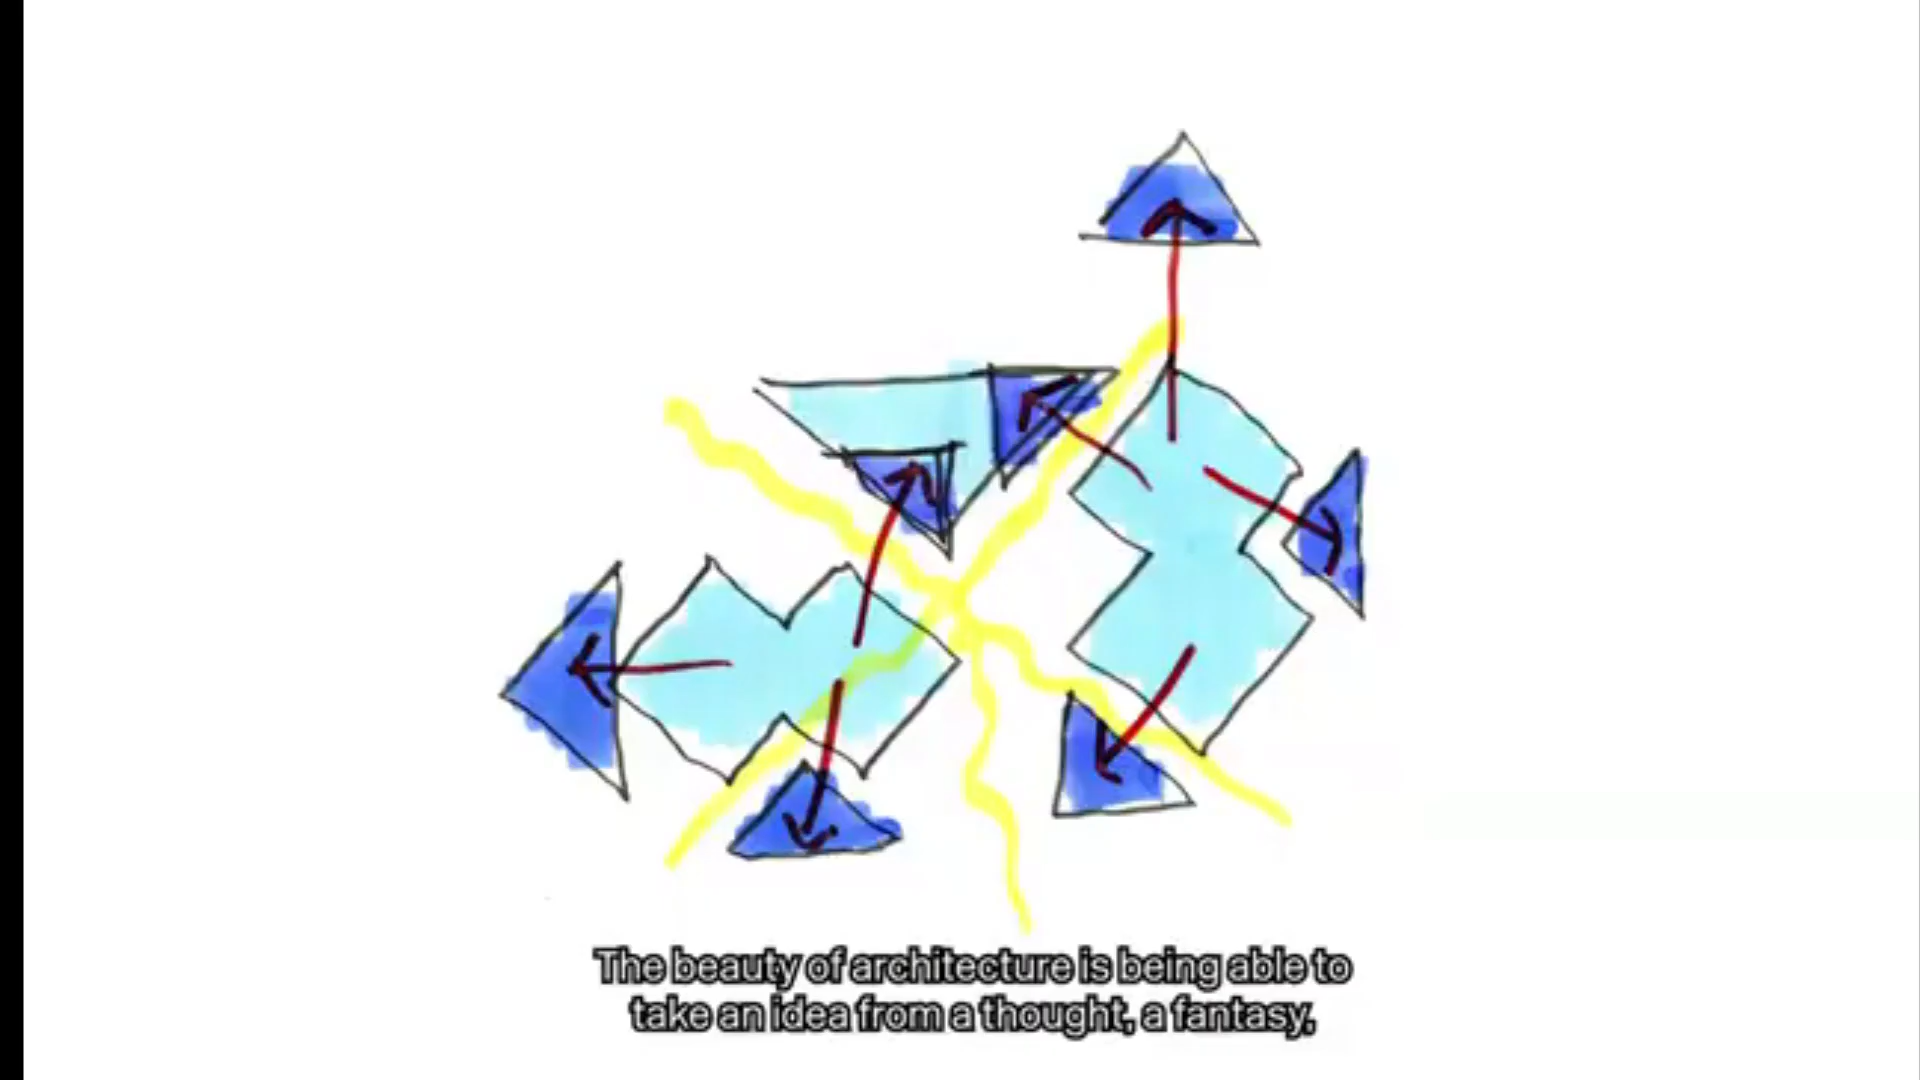 The beauty of architecture is being able to
take an idea from a thought, a fantasy,